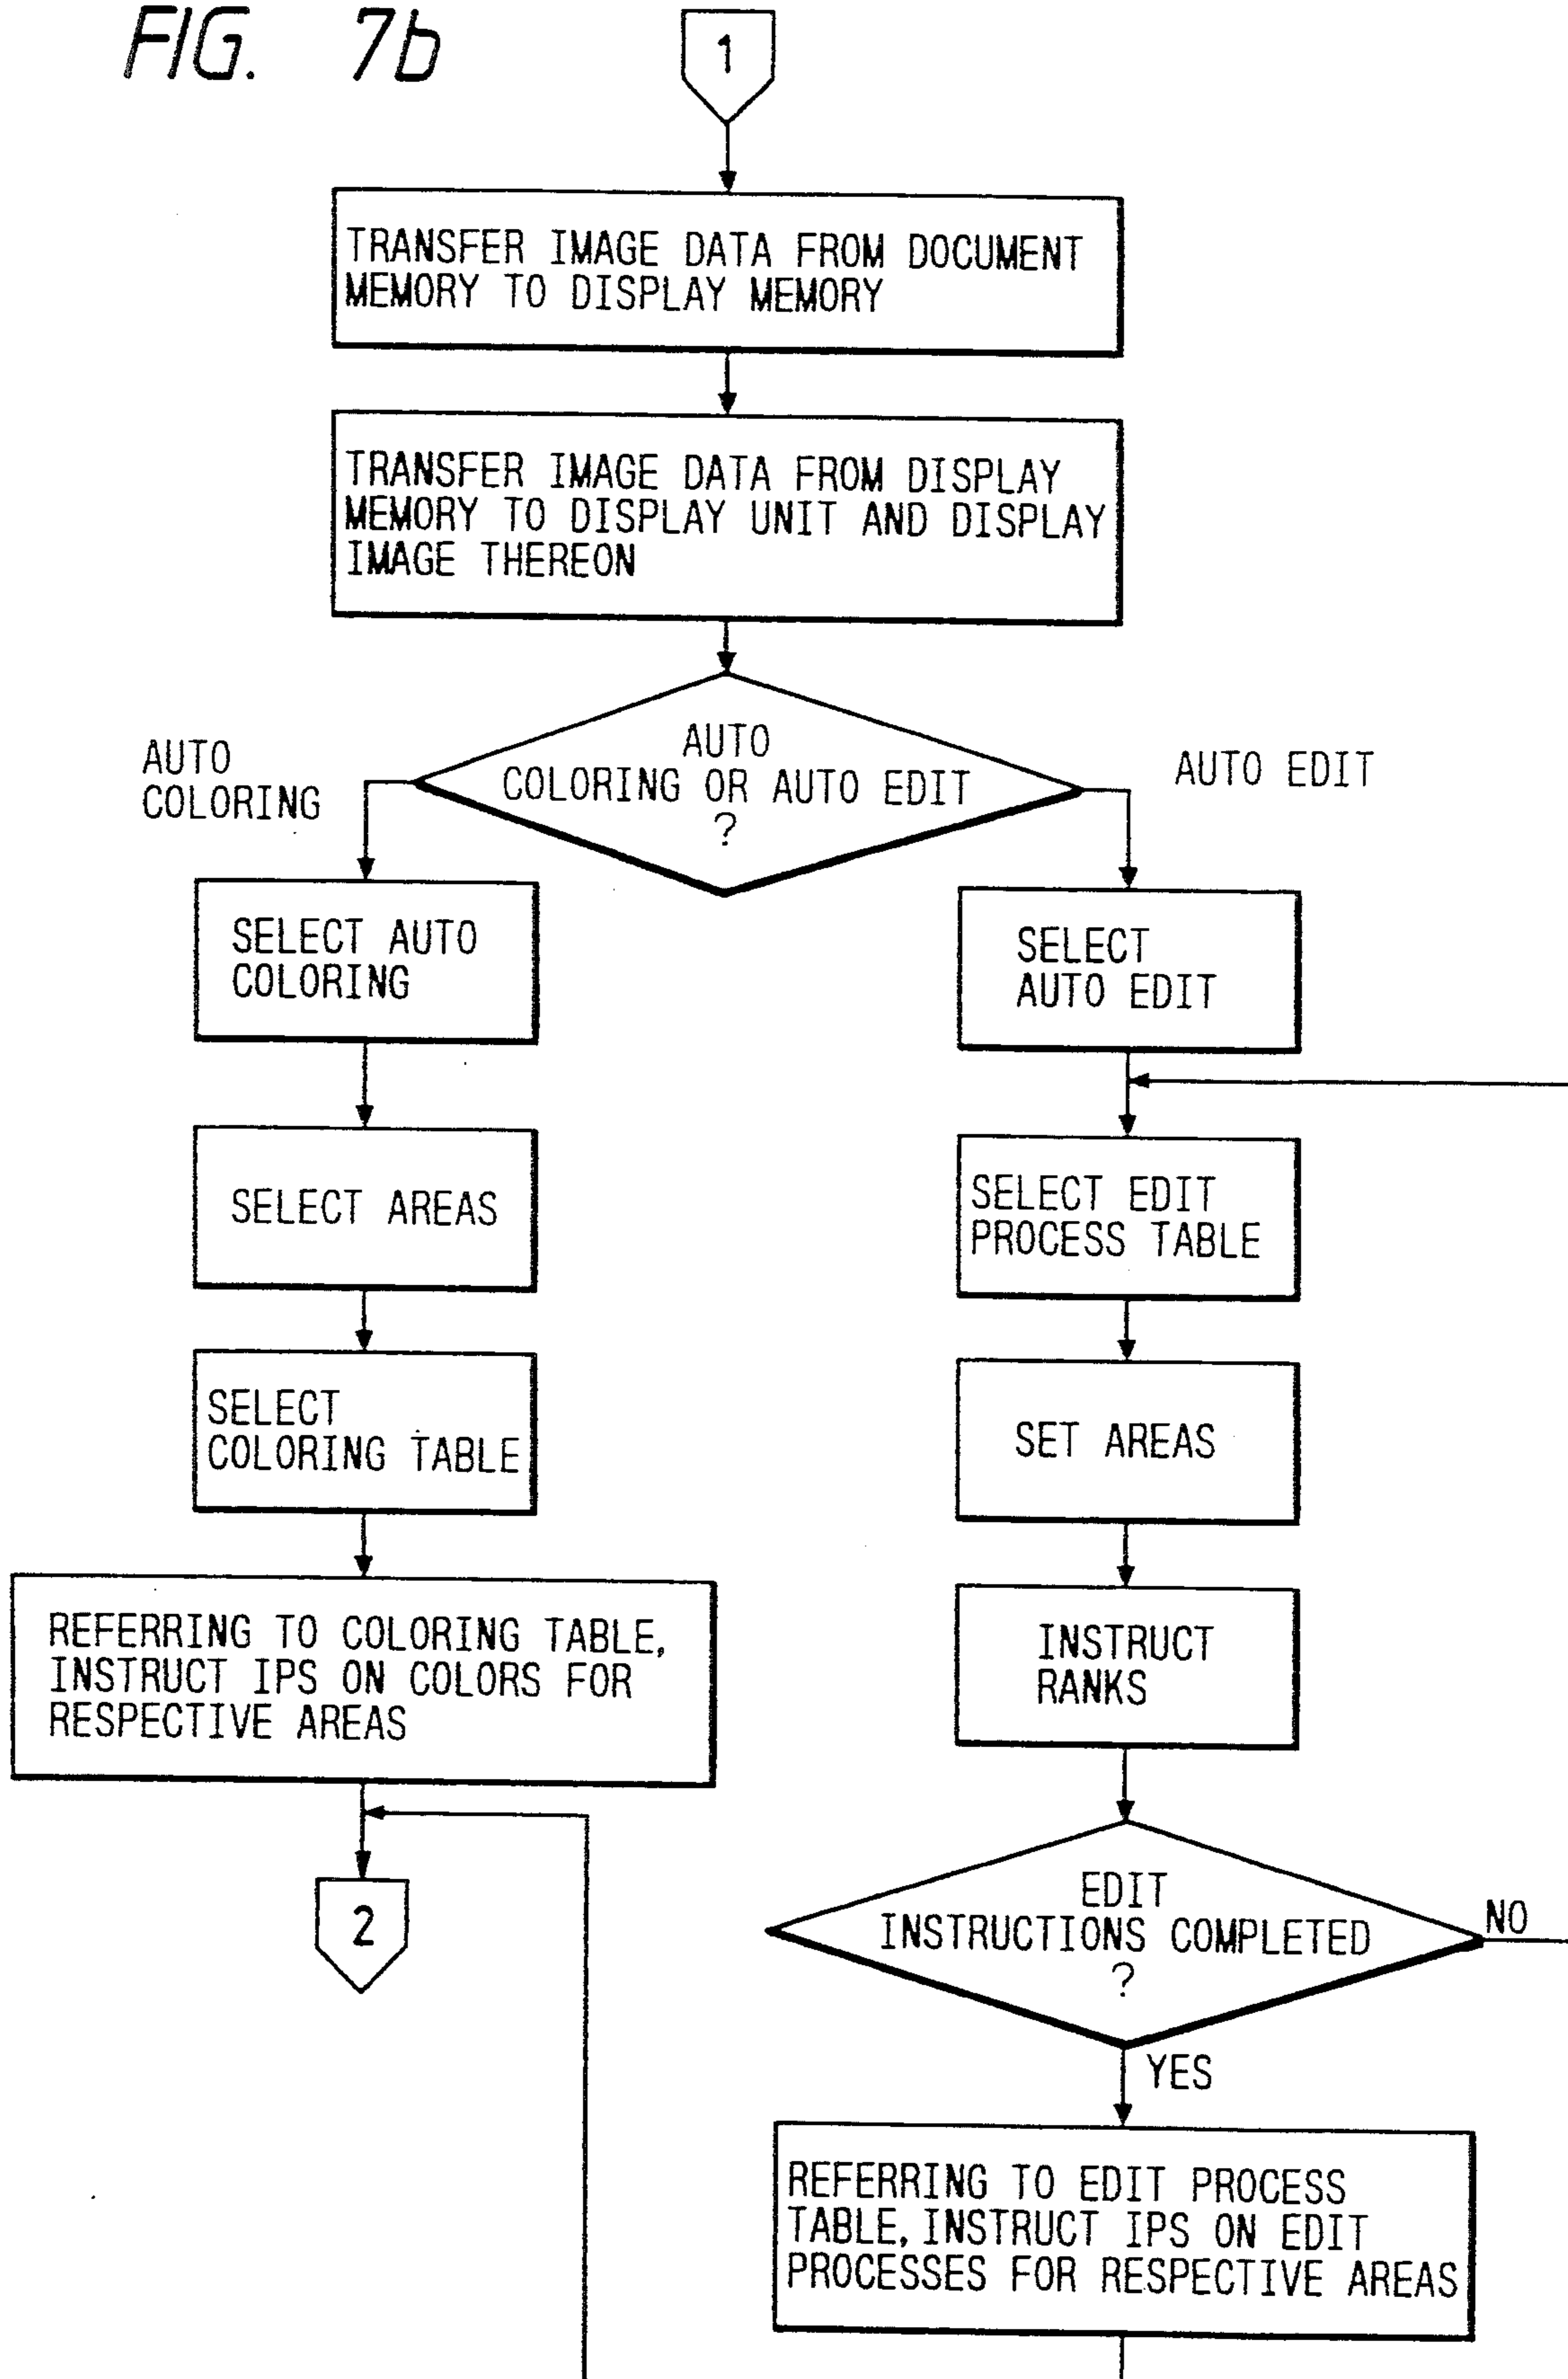 FIG. 7b
1
TRANSFER IMAGE DATA FROM DOCUMENT
MEMORY TO DISPLAY MEMORY
TRANSFER IMAGE DATA FROM DISPLAY
MEMORY TO DISPLAY UNIT AND DISPLAY
IMAGE THEREON
AUTO
COLORING OR AUTO EDIT
?
AUTO
COLORING
AUTO EDIT
SELECT AUTO
COLORING
SELECT AREAS
SELECT
COLORING TABLE
REFERRING TO COLORING TABLE,
INSTRUCT IPS ON COLORS FOR
RESPECTIVE AREAS
2
SELECT
AUTO EDIT
SELECT EDIT
PROCESS TABLE
SET AREAS
INSTRUCT
RANKS
EDIT
INSTRUCTIONS COMPLETED
?
NO
YES
REFERRING TO EDIT PROCESS
TABLE, INSTRUCT IPS ON EDIT
PROCESSES FOR RESPECTIVE AREAS